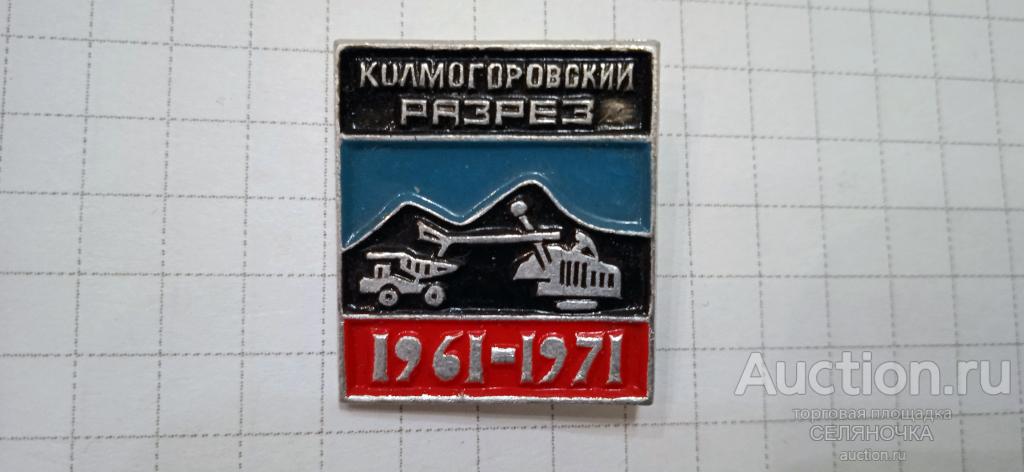 КОЛМОГОРОВСКИЙ
РАЗРЕЗ
1961-1971
Auction.ru
торговая площадка
СЕЛЯНОЧКА
auction.ru